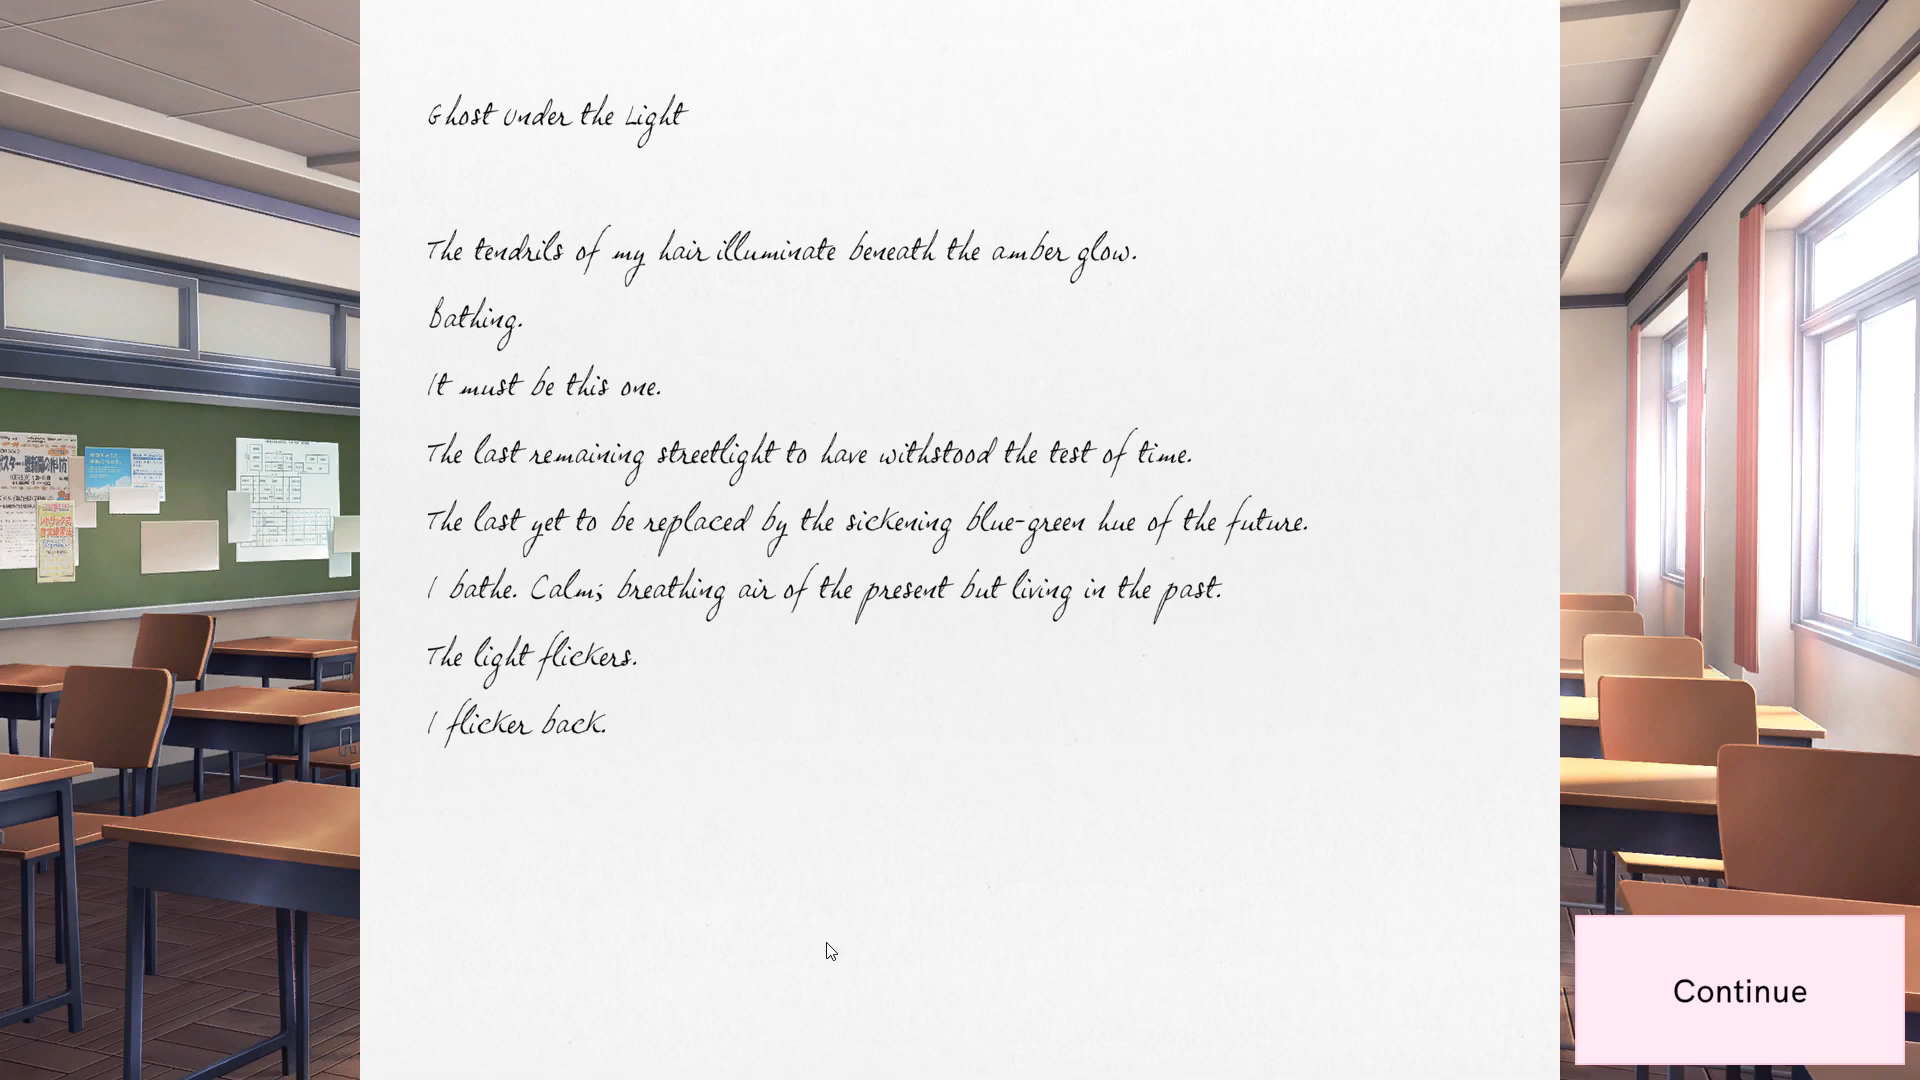 Ghost Under the Light
The tendrils of my hair illuminate beneath the amber glow.
Bathing.
It must be this one.
The last remaining streetlight to have withstood the test of time.
The last yet to be replaced by the sickening blue-green hue of the future.
I bathe. Calm; breathing air of the present but living in the past.
The light flickers.
I flicker back.
Continue